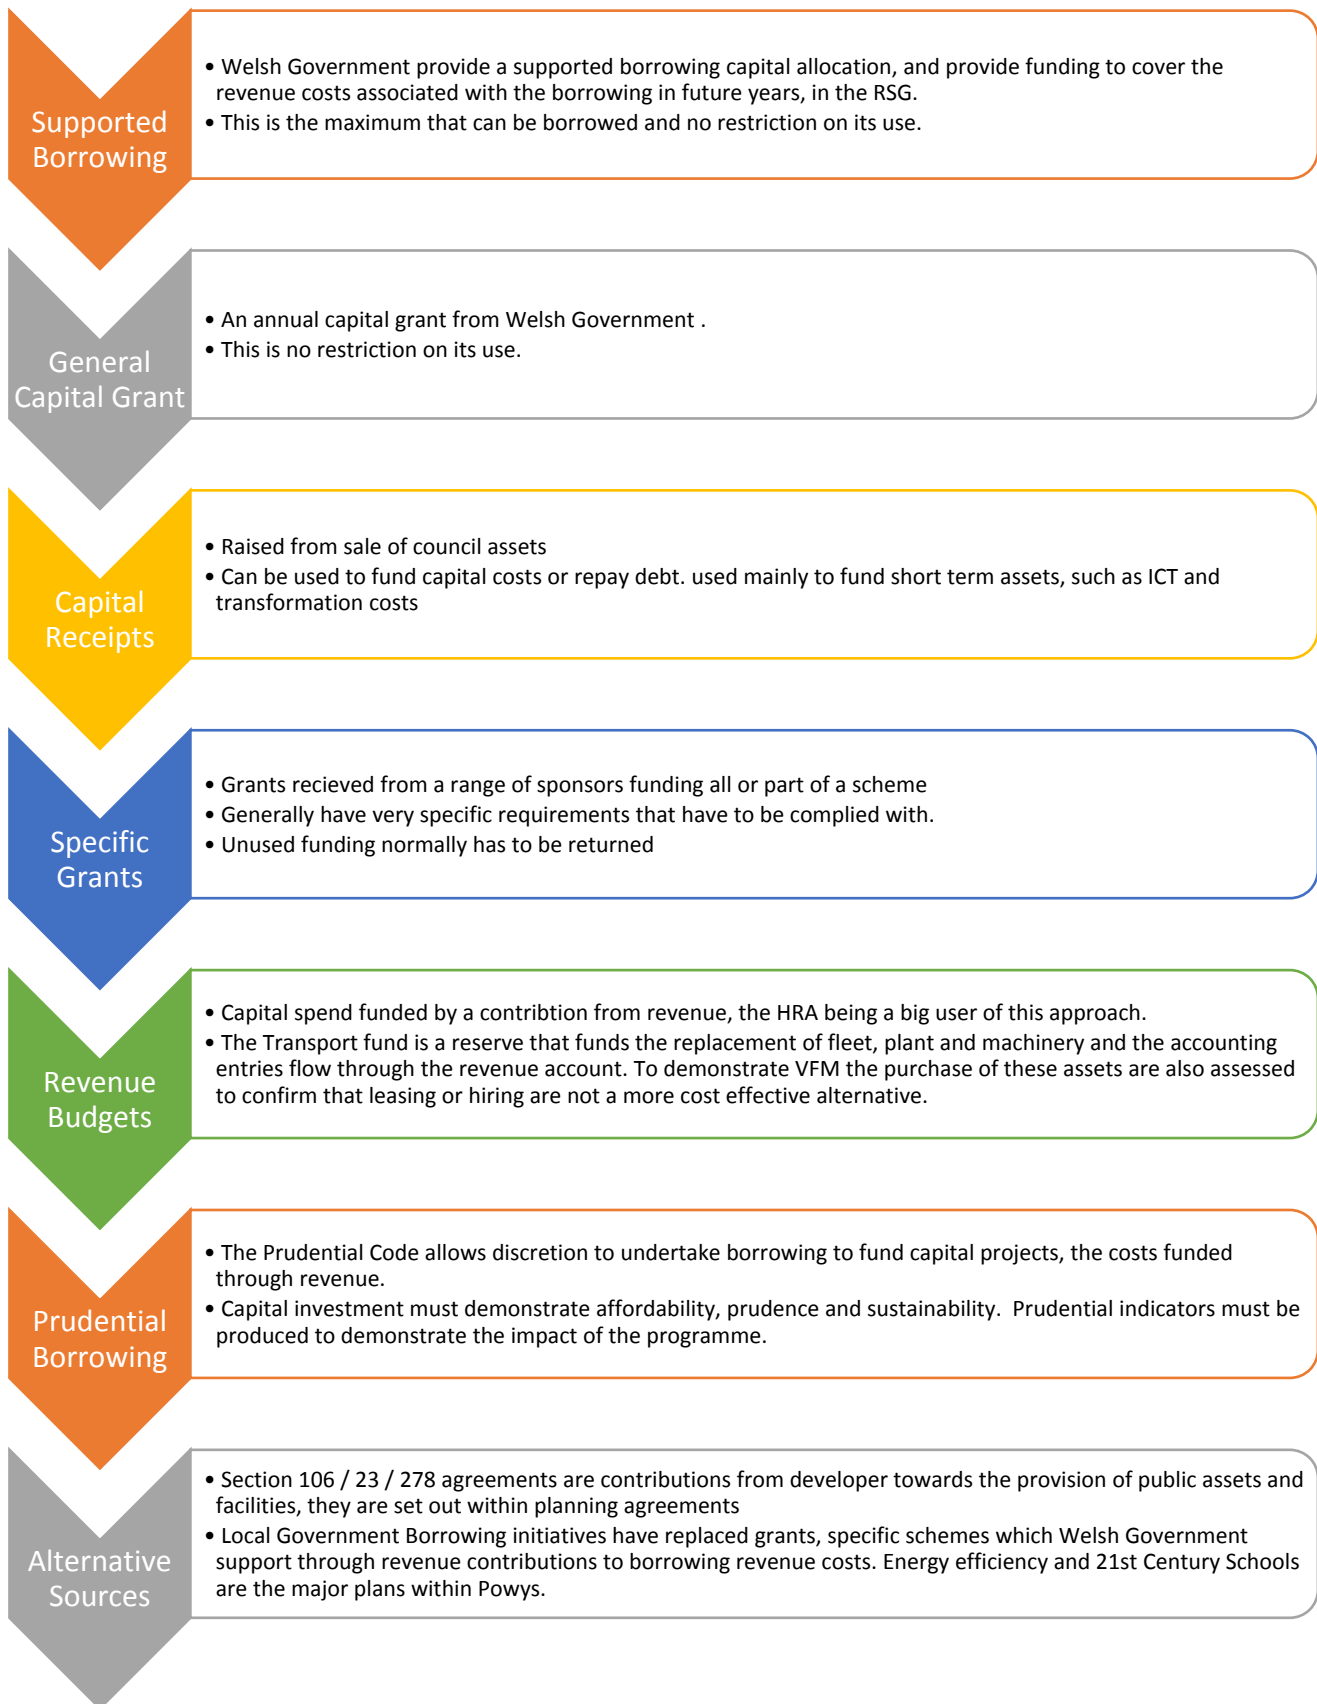 Supported
Borrowing
• Welsh Government provide a supported borrowing capital allocation, and provide funding to cover the
revenue costs associated with the borrowing in future years, in the RSG.
• This is the maximum that can be borrowed and no restriction on its use.
General
Capital Grant
• An annual capital grant from Welsh Government .
• This is no restriction on its use.
Capital
Receipts
• Raised from sale of council assets
• Can be used to fund capital costs or repay debt. used mainly to fund short term assets, such as ICT and
transformation costs
Specific
Grants
• Grants recieved from a range of sponsors funding all or part of a scheme
• Generally have very specific requirements that have to be complied with.
• Unused funding normally has to be returned
Revenue
Budgets
• Capital spend funded by a contribtion from revenue, the HRA being a big user of this approach.
• The Transport fund is a reserve that funds the replacement of fleet, plant and machinery and the accounting
entries flow through the revenue account. To demonstrate VFM the purchase of these assets are also assessed
to confirm that leasing or hiring are not a more cost effective alternative.
Prudential
Borrowing
• The Prudential Code allows discretion to undertake borrowing to fund capital projects, the costs funded
through revenue.
• Capital investment must demonstrate affordability, prudence and sustainability.  Prudential indicators must be
produced to demonstrate the impact of the programme.
Alternative
Sources
• Section 106 / 23 / 278 agreements are contributions from developer towards the provision of public assets and
facilities, they are set out within planning agreements
• Local Government Borrowing initiatives have replaced grants, specific schemes which Welsh Government
support through revenue contributions to borrowing revenue costs. Energy efficiency and 21st Century Schools
are the major plans within Powys.